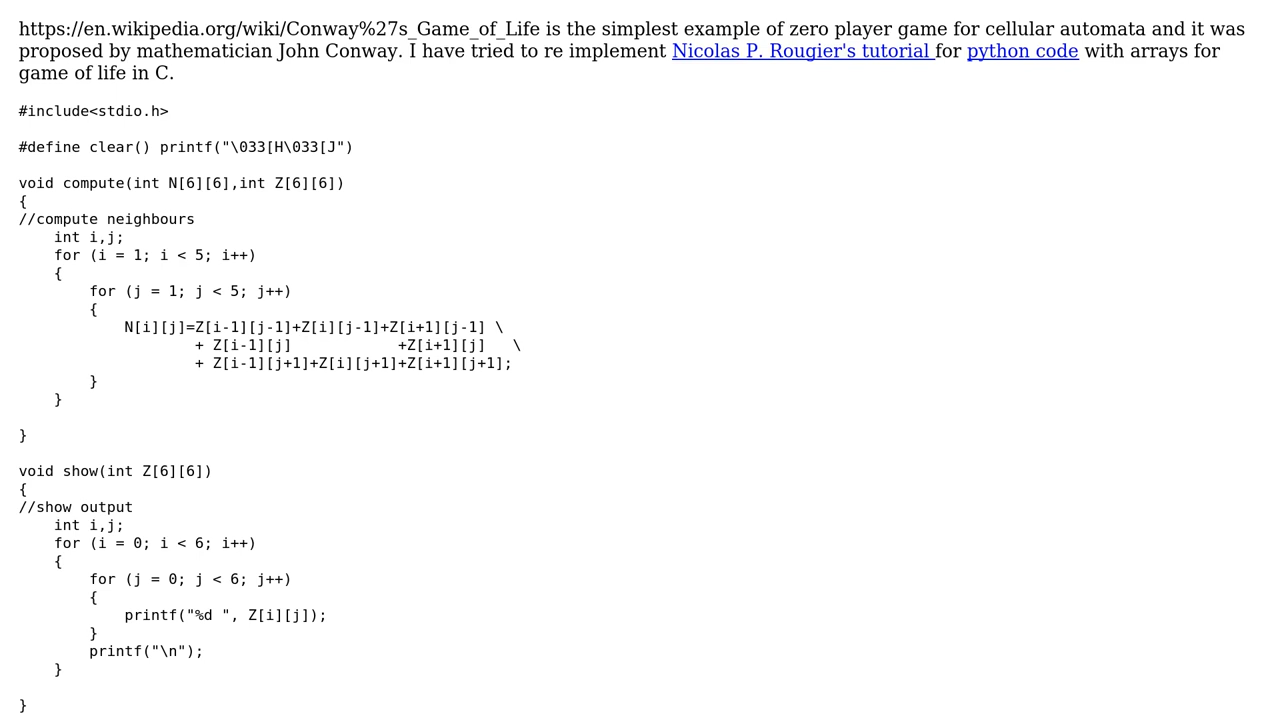 https://en.wikipedia.org/wiki/Conway%27s_Game_of_Life is the simplest example of zero player game for cellular automata and it was
proposed by mathematician John Conway. I have tried to re implement Nicolas P. Rougier's tutorial for python code with arrays for
game of life in C.

#include<stdio.h>

#define clear() printf("\033[H\033[J")

void compute(int N[6][6],int Z[6][6])
{
//compute neighbours
    int i,j;
    for (i = 1; i < 5; i++)
    {
        for (j = 1; j < 5; j++)
        {
            N[i][j]=Z[i-1][j-1]+Z[i][j-1]+Z[i+1][j-1] \
                    + Z[i-1][j]            +Z[i+1][j]   \
                    + Z[i-1][j+1]+Z[i][j+1]+Z[i+1][j+1];
        }
    }

}

void show(int Z[6][6])
{
//show output
    int i,j;
    for (i = 0; i < 6; i++)
    {
        for (j = 0; j < 6; j++)
        {
            printf("%d ", Z[i][j]);
        }
        printf("\n");
    }

}